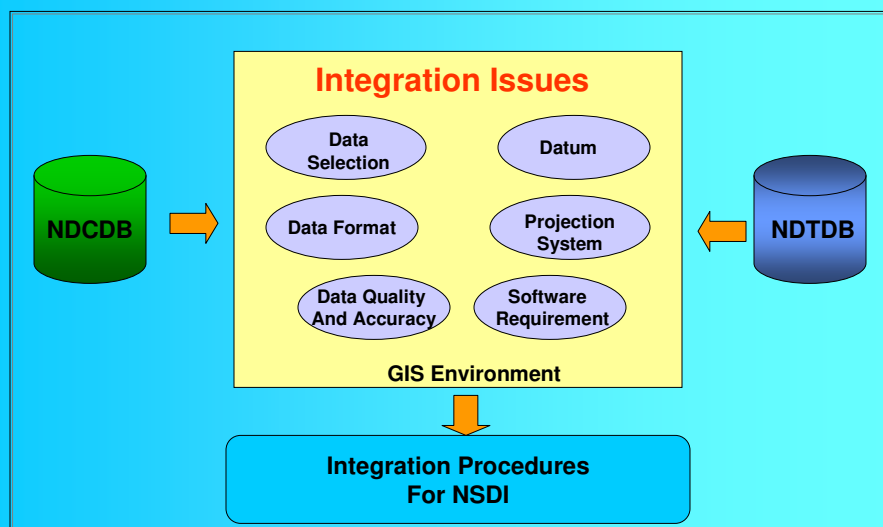 Integration Issues
Data
Selection
Datum
NDCDB
Data Format
Projection
System
NDTDB
Data Quality
And Accuracy
Software
Requirement
GIS Environment
Integration Procedures
For NSDI